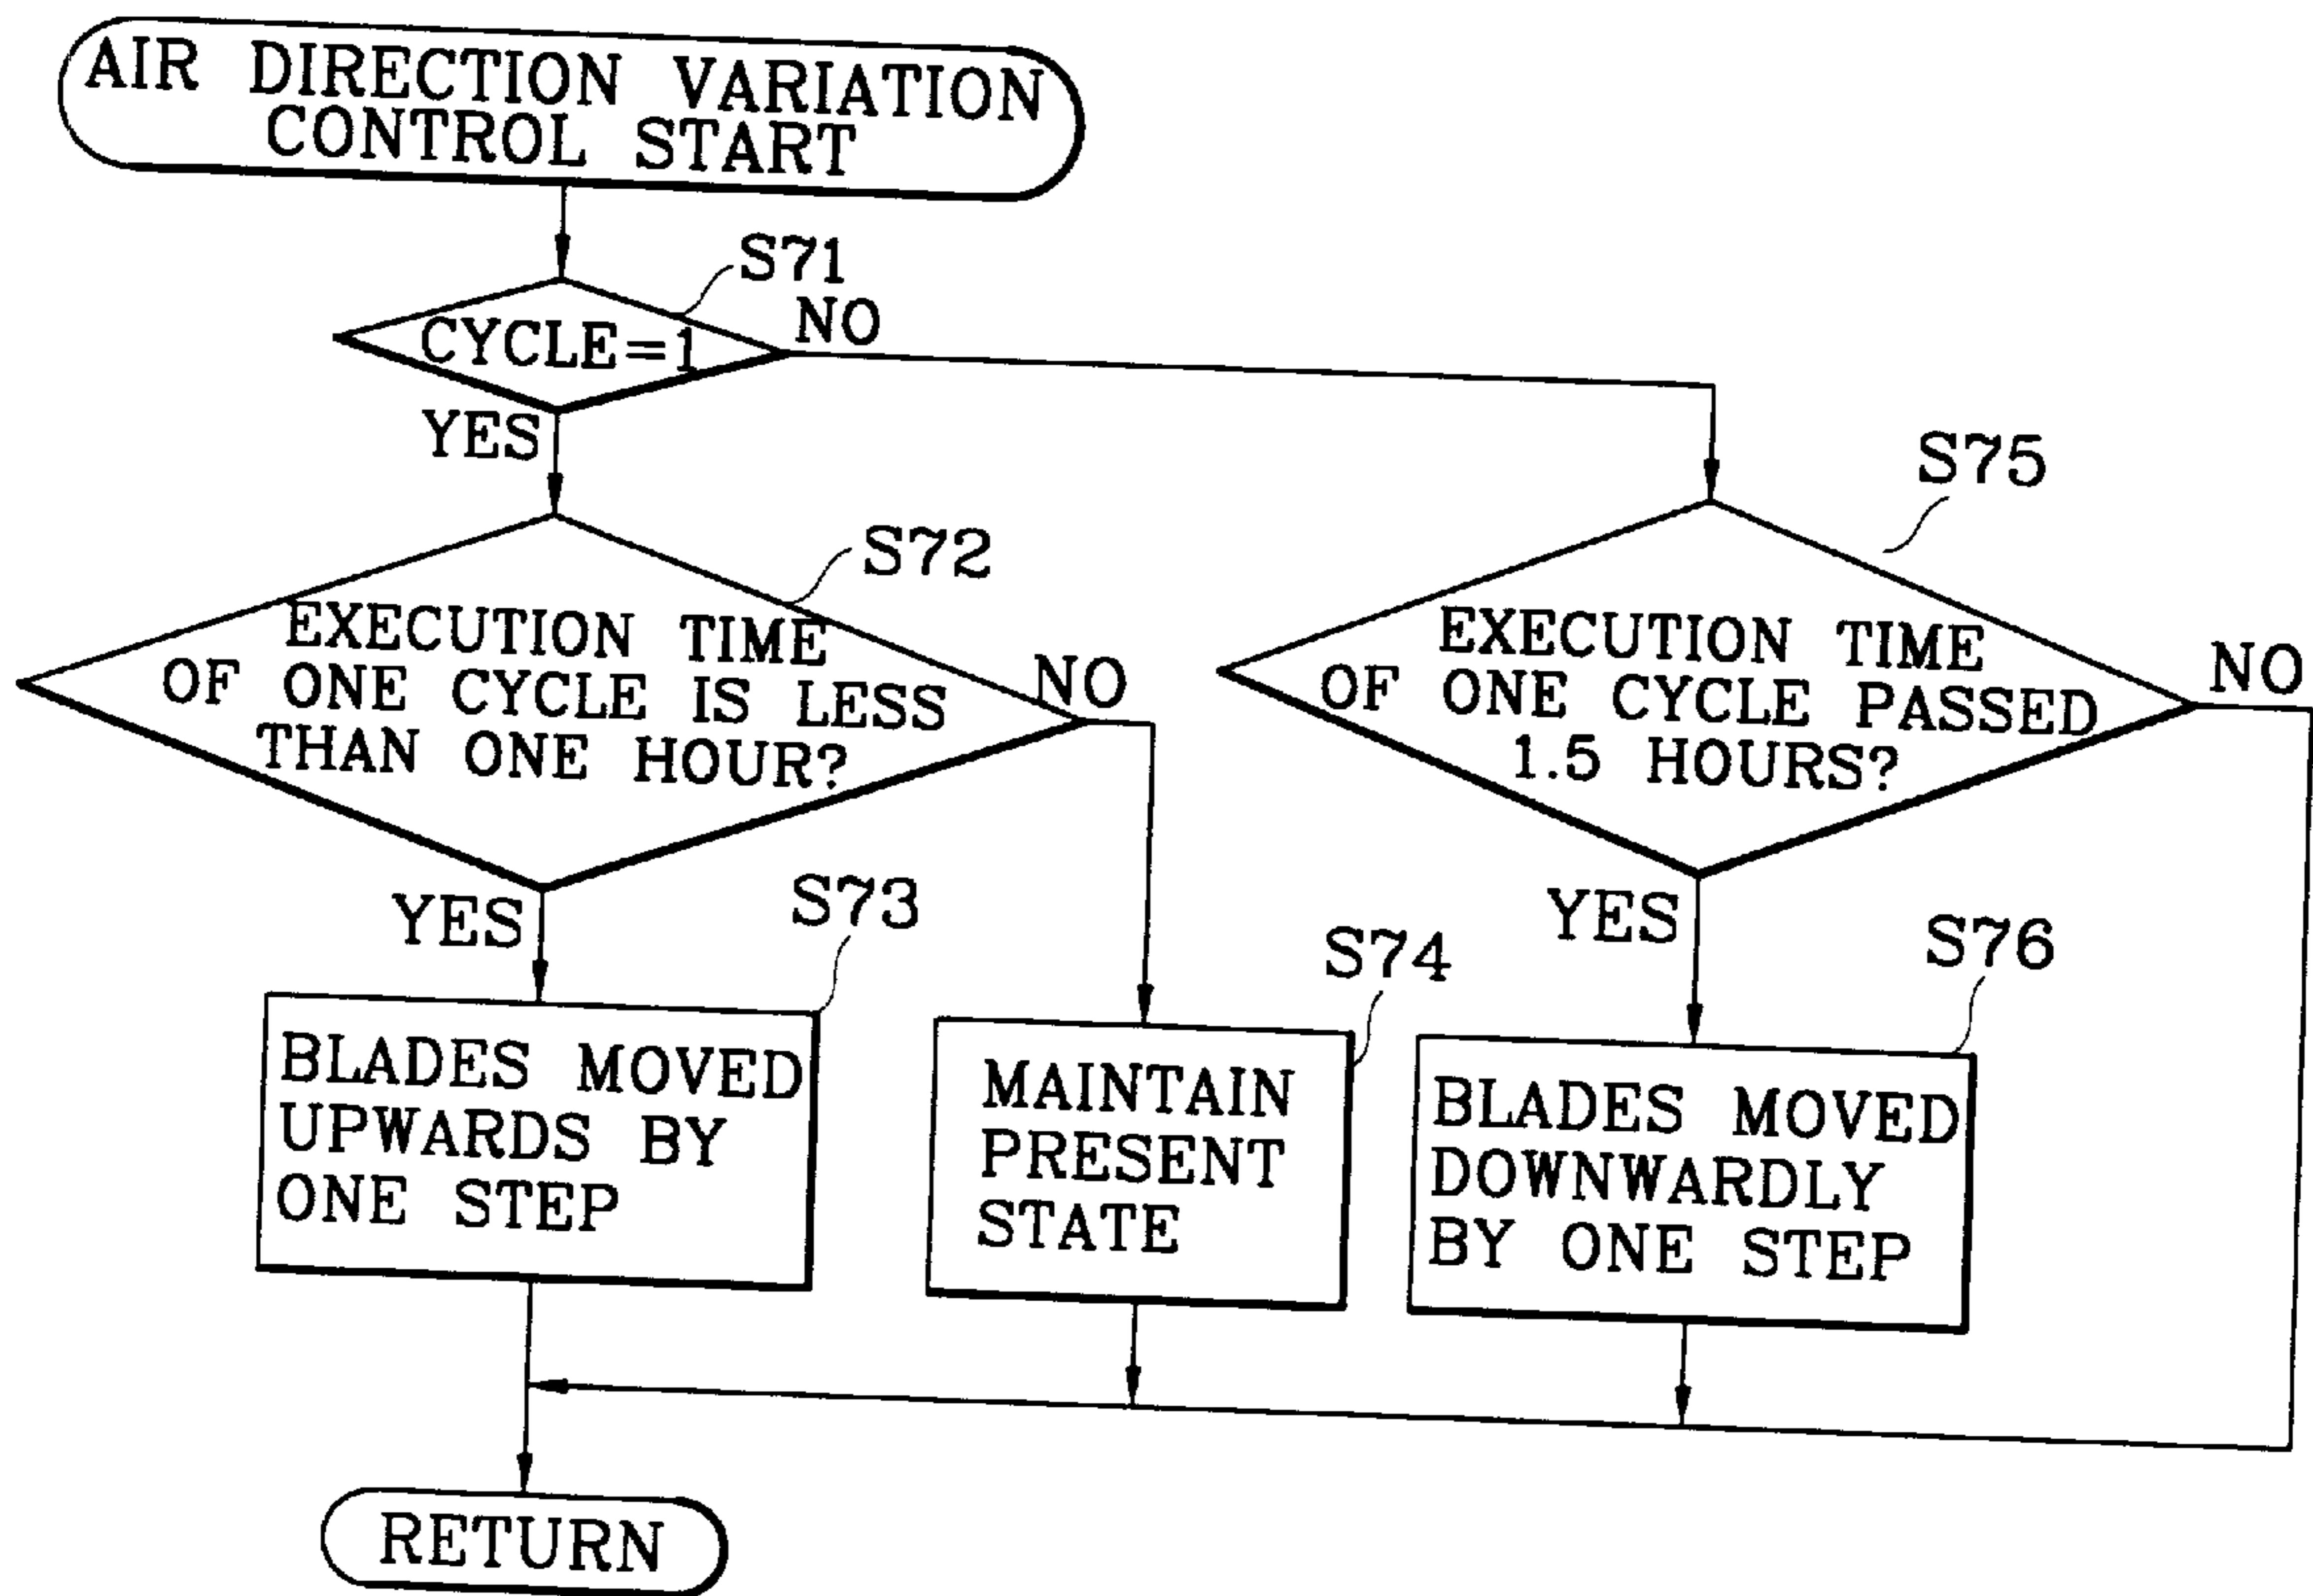 AIR DIRECTION VARIATION
CONTROL START
S71
CYCLE=1
NO
YES
S72
EXECUTION TIME
OF ONE CYCLE IS LESS
THAN ONE HOUR?
NO
YES
S75
EXECUTION TIME
OF ONE CYCLE PASSED
1.5 HOURS?
NO
YES
S73
BLADES MOVED
UPWARDS BY
ONE STEP
S74
MAINTAIN
PRESENT
STATE
S76
BLADES MOVED
DOWNWARDLY
BY ONE STEP
RETURN